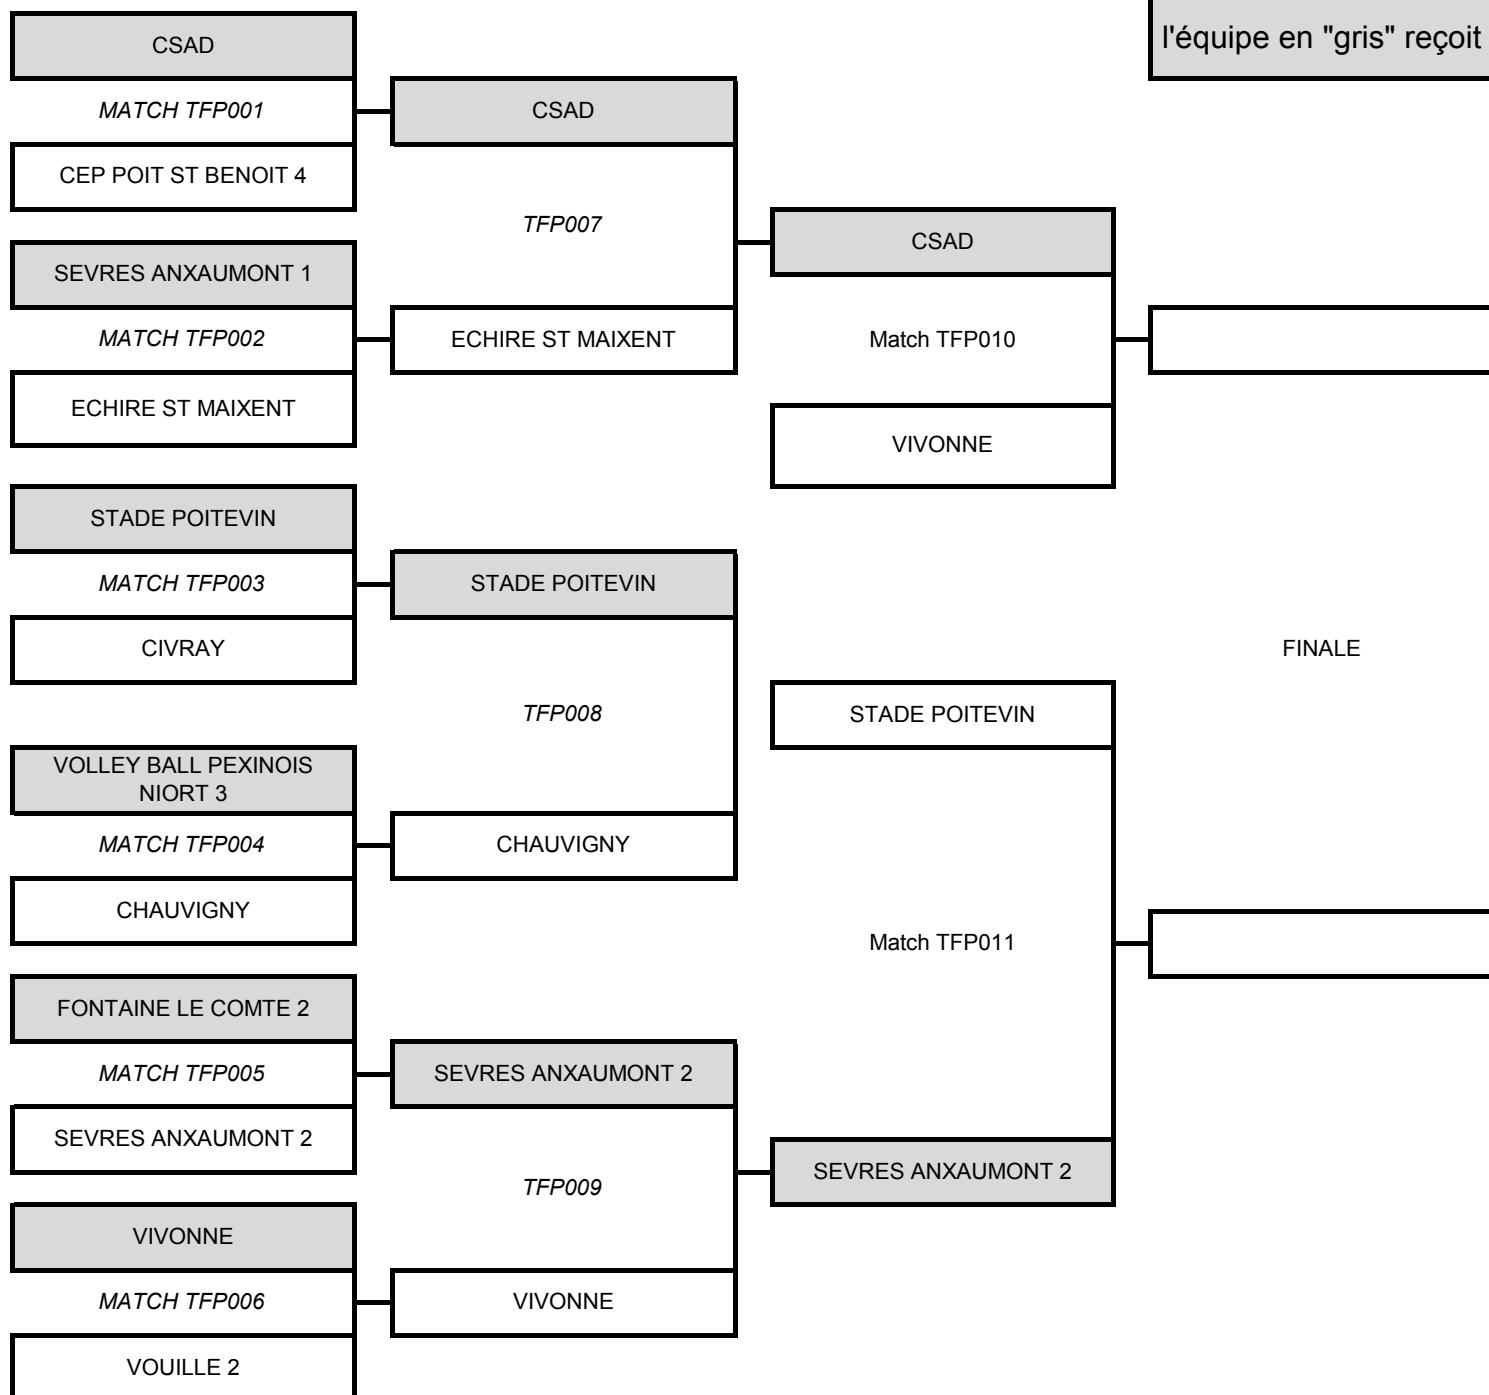 l'équipe en "gris" reçoit
CSAD
MATCH TFP001
CEP POIT ST BENOIT 4
SEVRES ANXAUMONT 1
MATCH TFP002
ECHIRE ST MAIXENT
STADE POITEVIN
MATCH TFP003
CIVRAY
VOLLEY BALL PEXINOIS
NIORT 3
MATCH TFP004
CHAUVIGNY
FONTAINE LE COMTE 2
MATCH TFP005
SEVRES ANXAUMONT 2
VIVONNE
MATCH TFP006
VOUILLE 2
CSAD
TFP007
ECHIRE ST MAIXENT
STADE POITEVIN
TFP008
CHAUVIGNY
SEVRES ANXAUMONT 2
TFP009
VIVONNE
CSAD
Match TFP010
VIVONNE
STADE POITEVIN
Match TFP011
SEVRES ANXAUMONT 2
FINALE